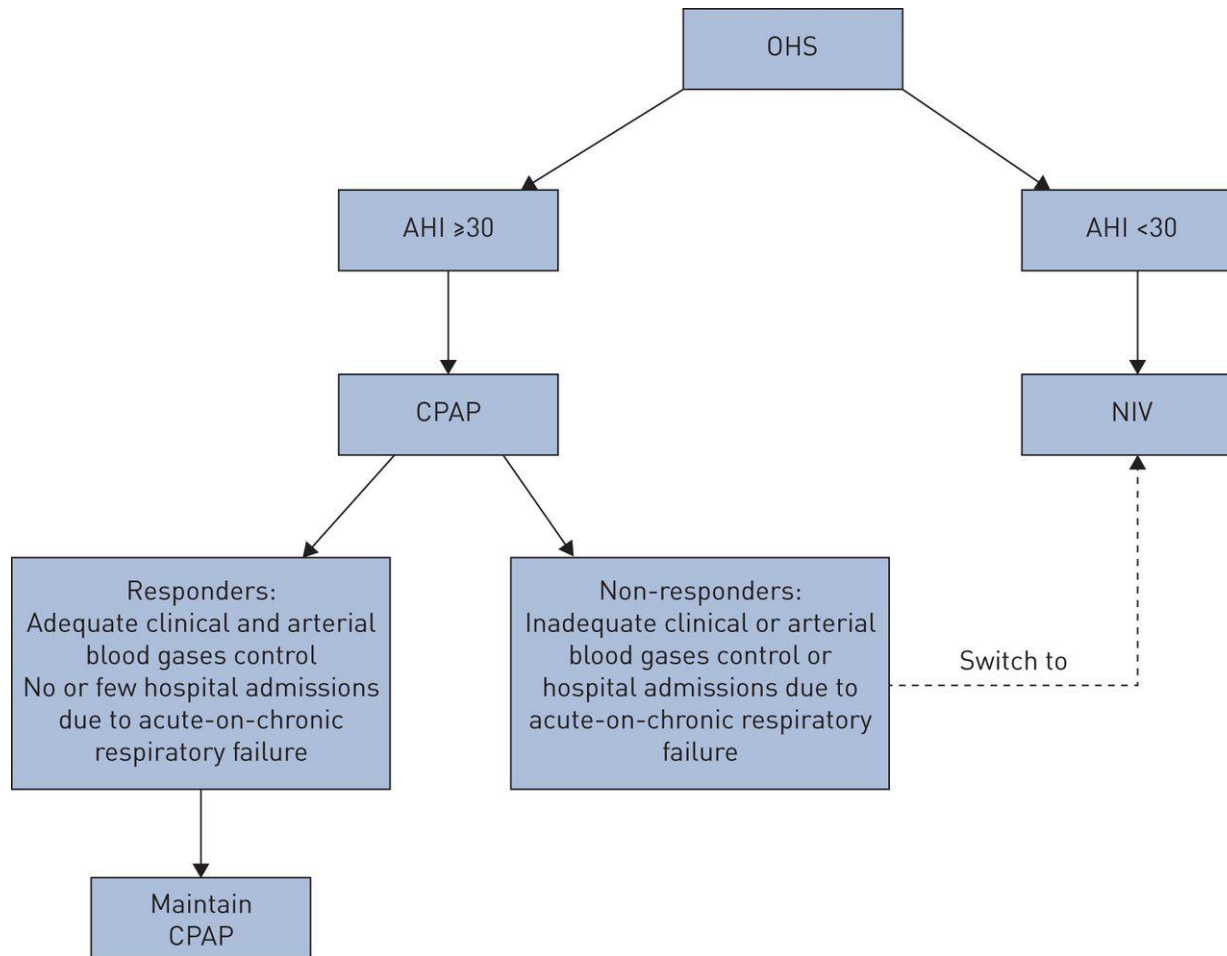 OHS
AHI ⩾30
AHI <30
CPAP
NIV
Responders:
Adequate clinical and arterial
blood gases control
No or few hospital admissions
due to acute-on-chronic
respiratory failure
Non-responders:
Inadequate clinical or arterial
blood gases control or
hospital admissions due to
acute-on-chronic respiratory
failure
Switch to
Maintain
CPAP